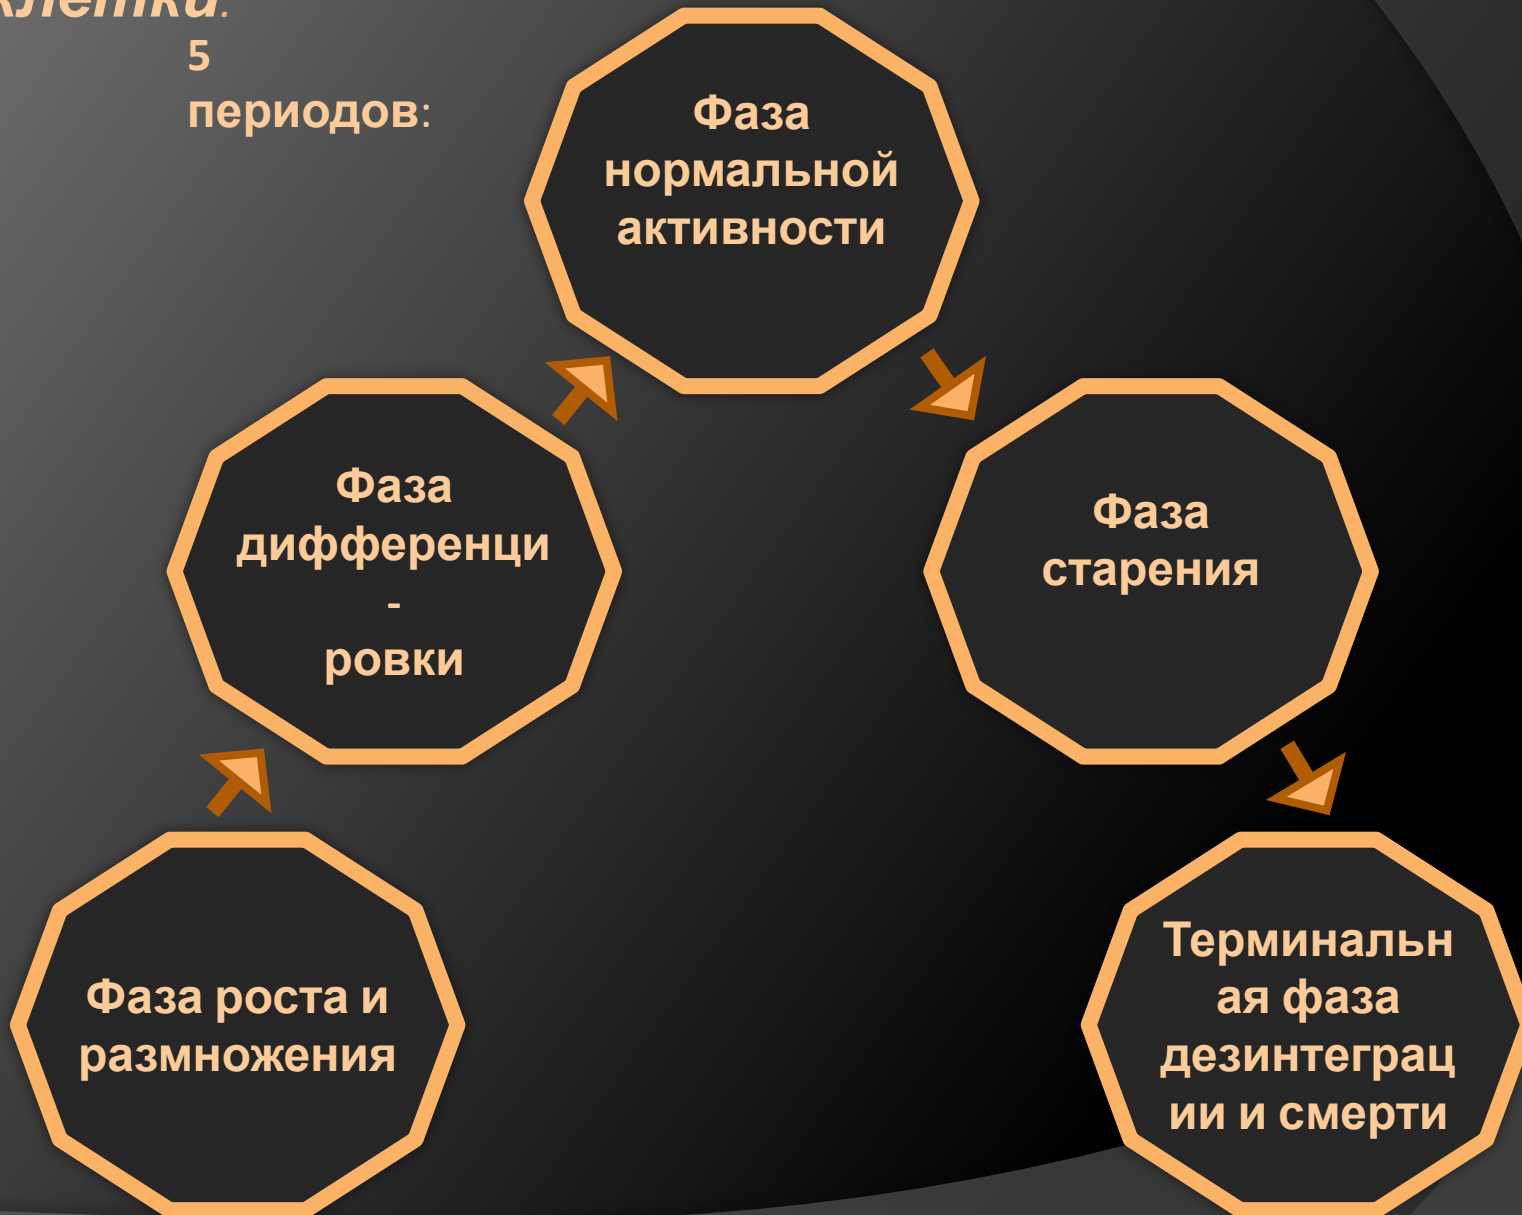 клетки.
5
периодов:
Фаза
нормальной
активности
Фаза
дифференци
-
ровки
Фаза
старения
Фаза роста и
размножения
Терминальн
ая фаза
дезинтеграц
ии и смерти